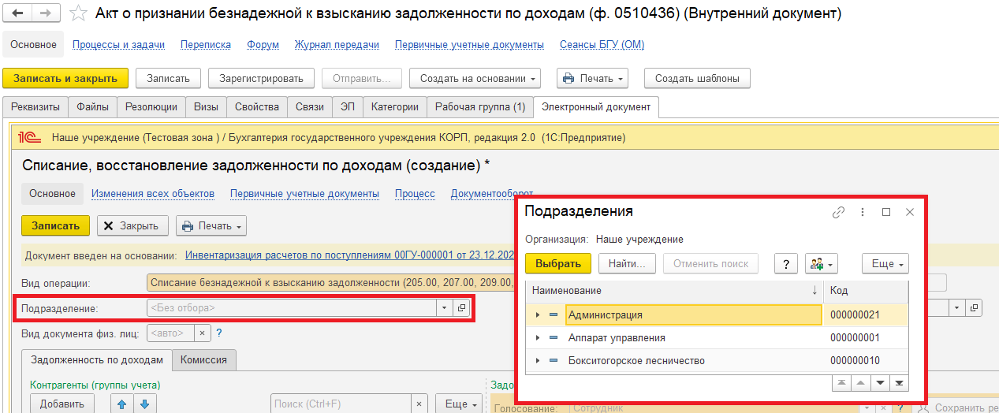 Акт о признании безнадежной к взысканию задолженности по доходам (ф. 0510436) (Внутренний документ)
Основное Процессы и задачи Переписка Форум Журнал передачи Первичные учетные документы Сеансы БГУ (ОМ)
Записать и закрыть Записать Зарегистрировать Отправить... Создать на основании Печать Создать шаблоны
Реквизиты Файлы Резолюции Визы Свойства Связи ЭП Категории Рабочая группа (1) Электронный документ
1С Наше учреждение (Тестовая зона ) / Бухгалтерия государственного учреждения КОРП, редакция 2.0 (1С:Предприятие)
Списание, восстановление задолженности по доходам (создание) *
Основное Изменения всех объектов Первичные учетные документы Процесс Документооборот
Записать Закрыть Печать
Документ введен на основании: Инвентаризация расчетов по поступлениям 00ГУ-000001 от 23.12.202
Вид операции: Списание безнадежной к взысканию задолженности (205.00, 207.00, 209.00,
Подразделение: <Без отбора>
Вид документа физ. лиц: <авто> × ?
Задолженность по доходам Комиссия
Контрагенты (группы учета)
Добавить Поиск (Ctrl+F) × Еще
Задо
Голосование: Сотрудник ? Сохранить ре
Подразделения
Организация: Наше учреждение
Выбрать Найти... Отменить поиск ? Еще
Наименование ↓ Код
Администрация 000000021
Аппарат управления 000000001
Бокситогорское лесничество 000000010